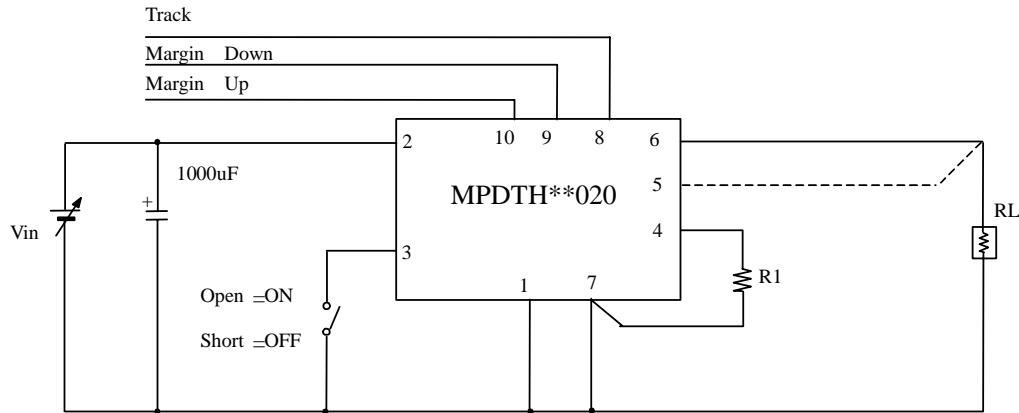 Track
Margin Down
Margin Up
10 9 8
2 6
1000uF
MPDTH**020
5
+
RL
Vin
4
3
R1
1 7
Open =ON
Short =OFF